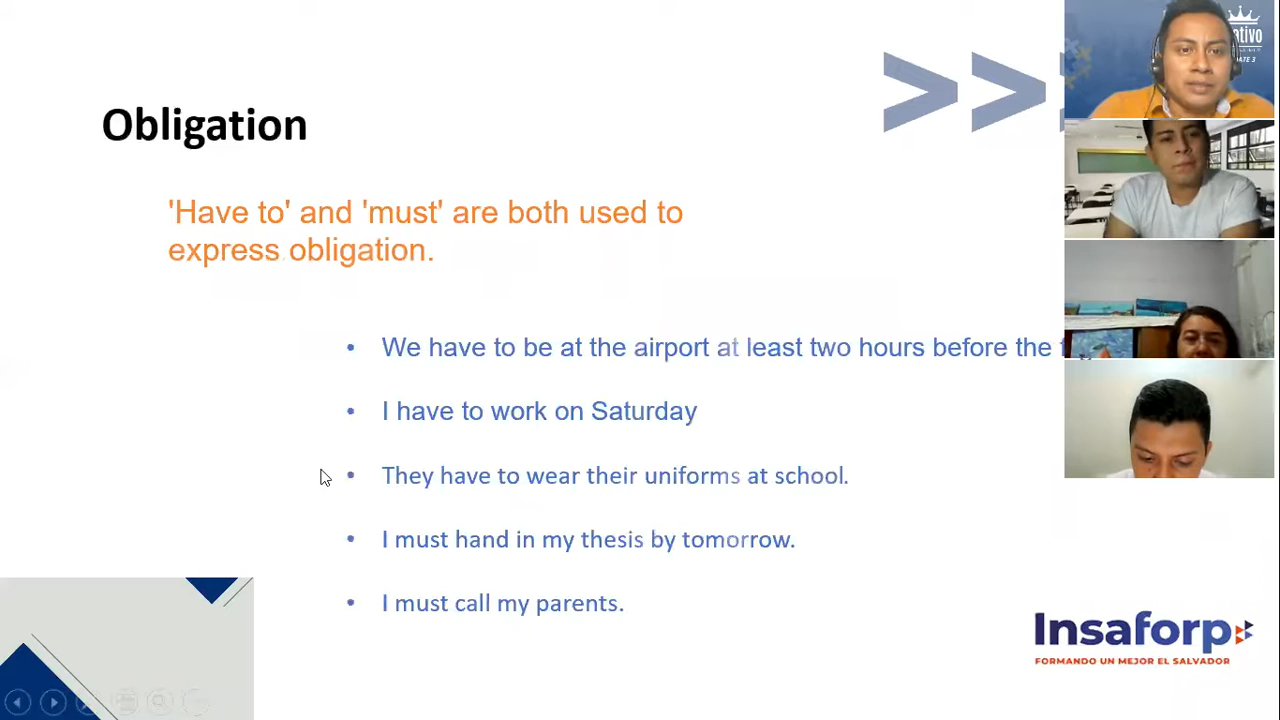 Obligation
'Have to' and 'must' are both used to
express obligation.
• We have to be at the airport at least two hours before the
• I have to work on Saturday
• They have to wear their uniforms at school.
• I must hand in my thesis by tomorrow.
• I must call my parents.
Insaforp
FORMANDO UN MEJOR EL SALVADOR